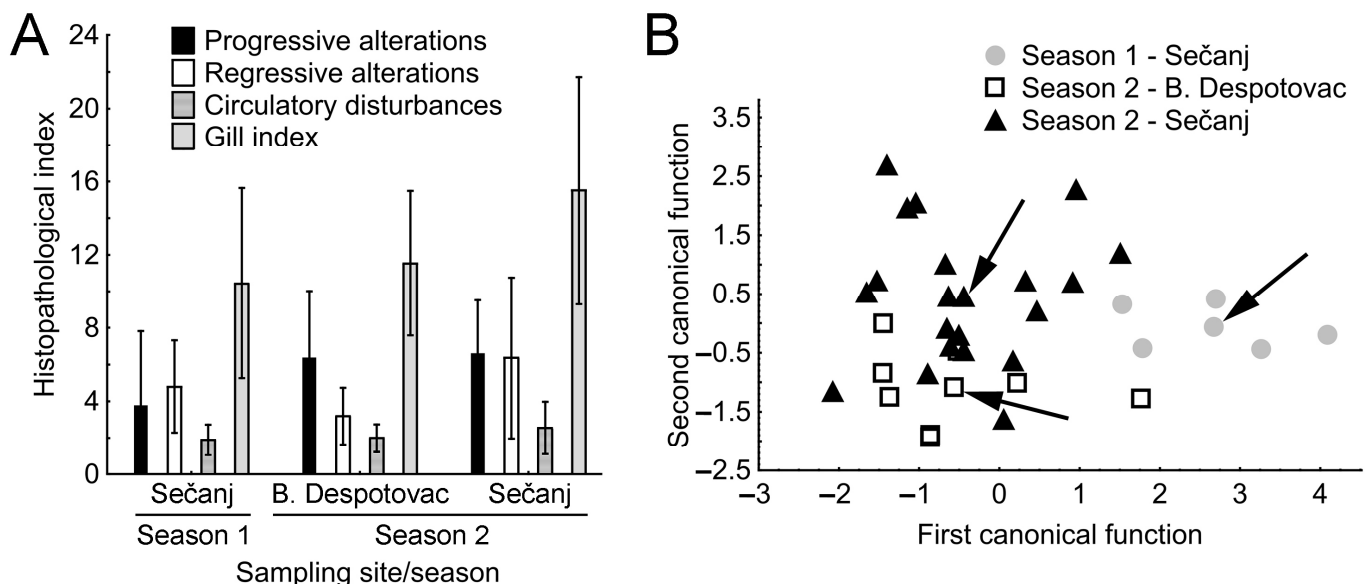 A
Histopathological index
24
20
16
12
8
4
0
Progressive alterations
Regressive alterations
Circulatory disturbances
Gill index
Sečanj
B. Despotovac
Sečanj
Season 1
Season 2
Sampling site/season
B
Season 1 - Sečanj
Season 2 - B. Despotovac
Season 2 - Sečanj
Second canonical function
3.5
2.5
1.5
0.5
−0.5
−1.5
−2.5
−3
−2
−1
0
1
2
3
4
First canonical function